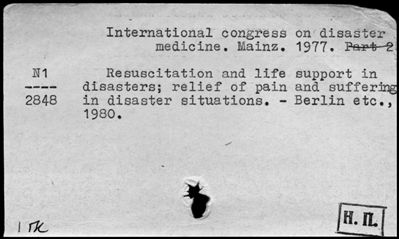 International congress on disaster
medicine. Mainz. 1977. Part 2
N1 Resuscitation and life support in
---- disasters; relief of pain and suffering
2848 in disaster situations. - Berlin etc.,
1980.
Н.П.
1 ПК